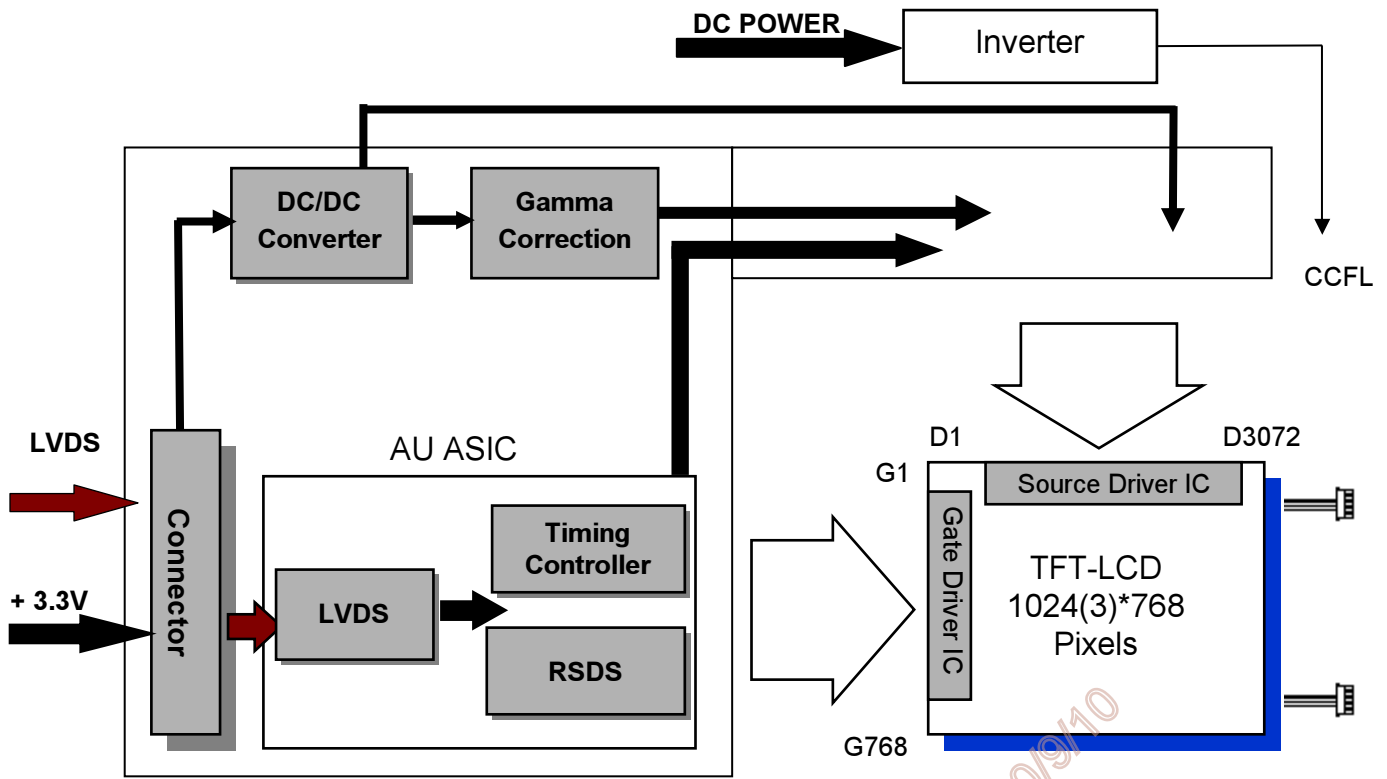 DC POWER
Inverter
DC/DC
Converter
Gamma
Correction
CCFL
LVDS
+ 3.3V
Connector
AU ASIC
LVDS
Timing
Controller
RSDS
D1
D3072
G1
G768
Source Driver IC
Gate Driver IC
TFT-LCD
1024(3)*768
Pixels